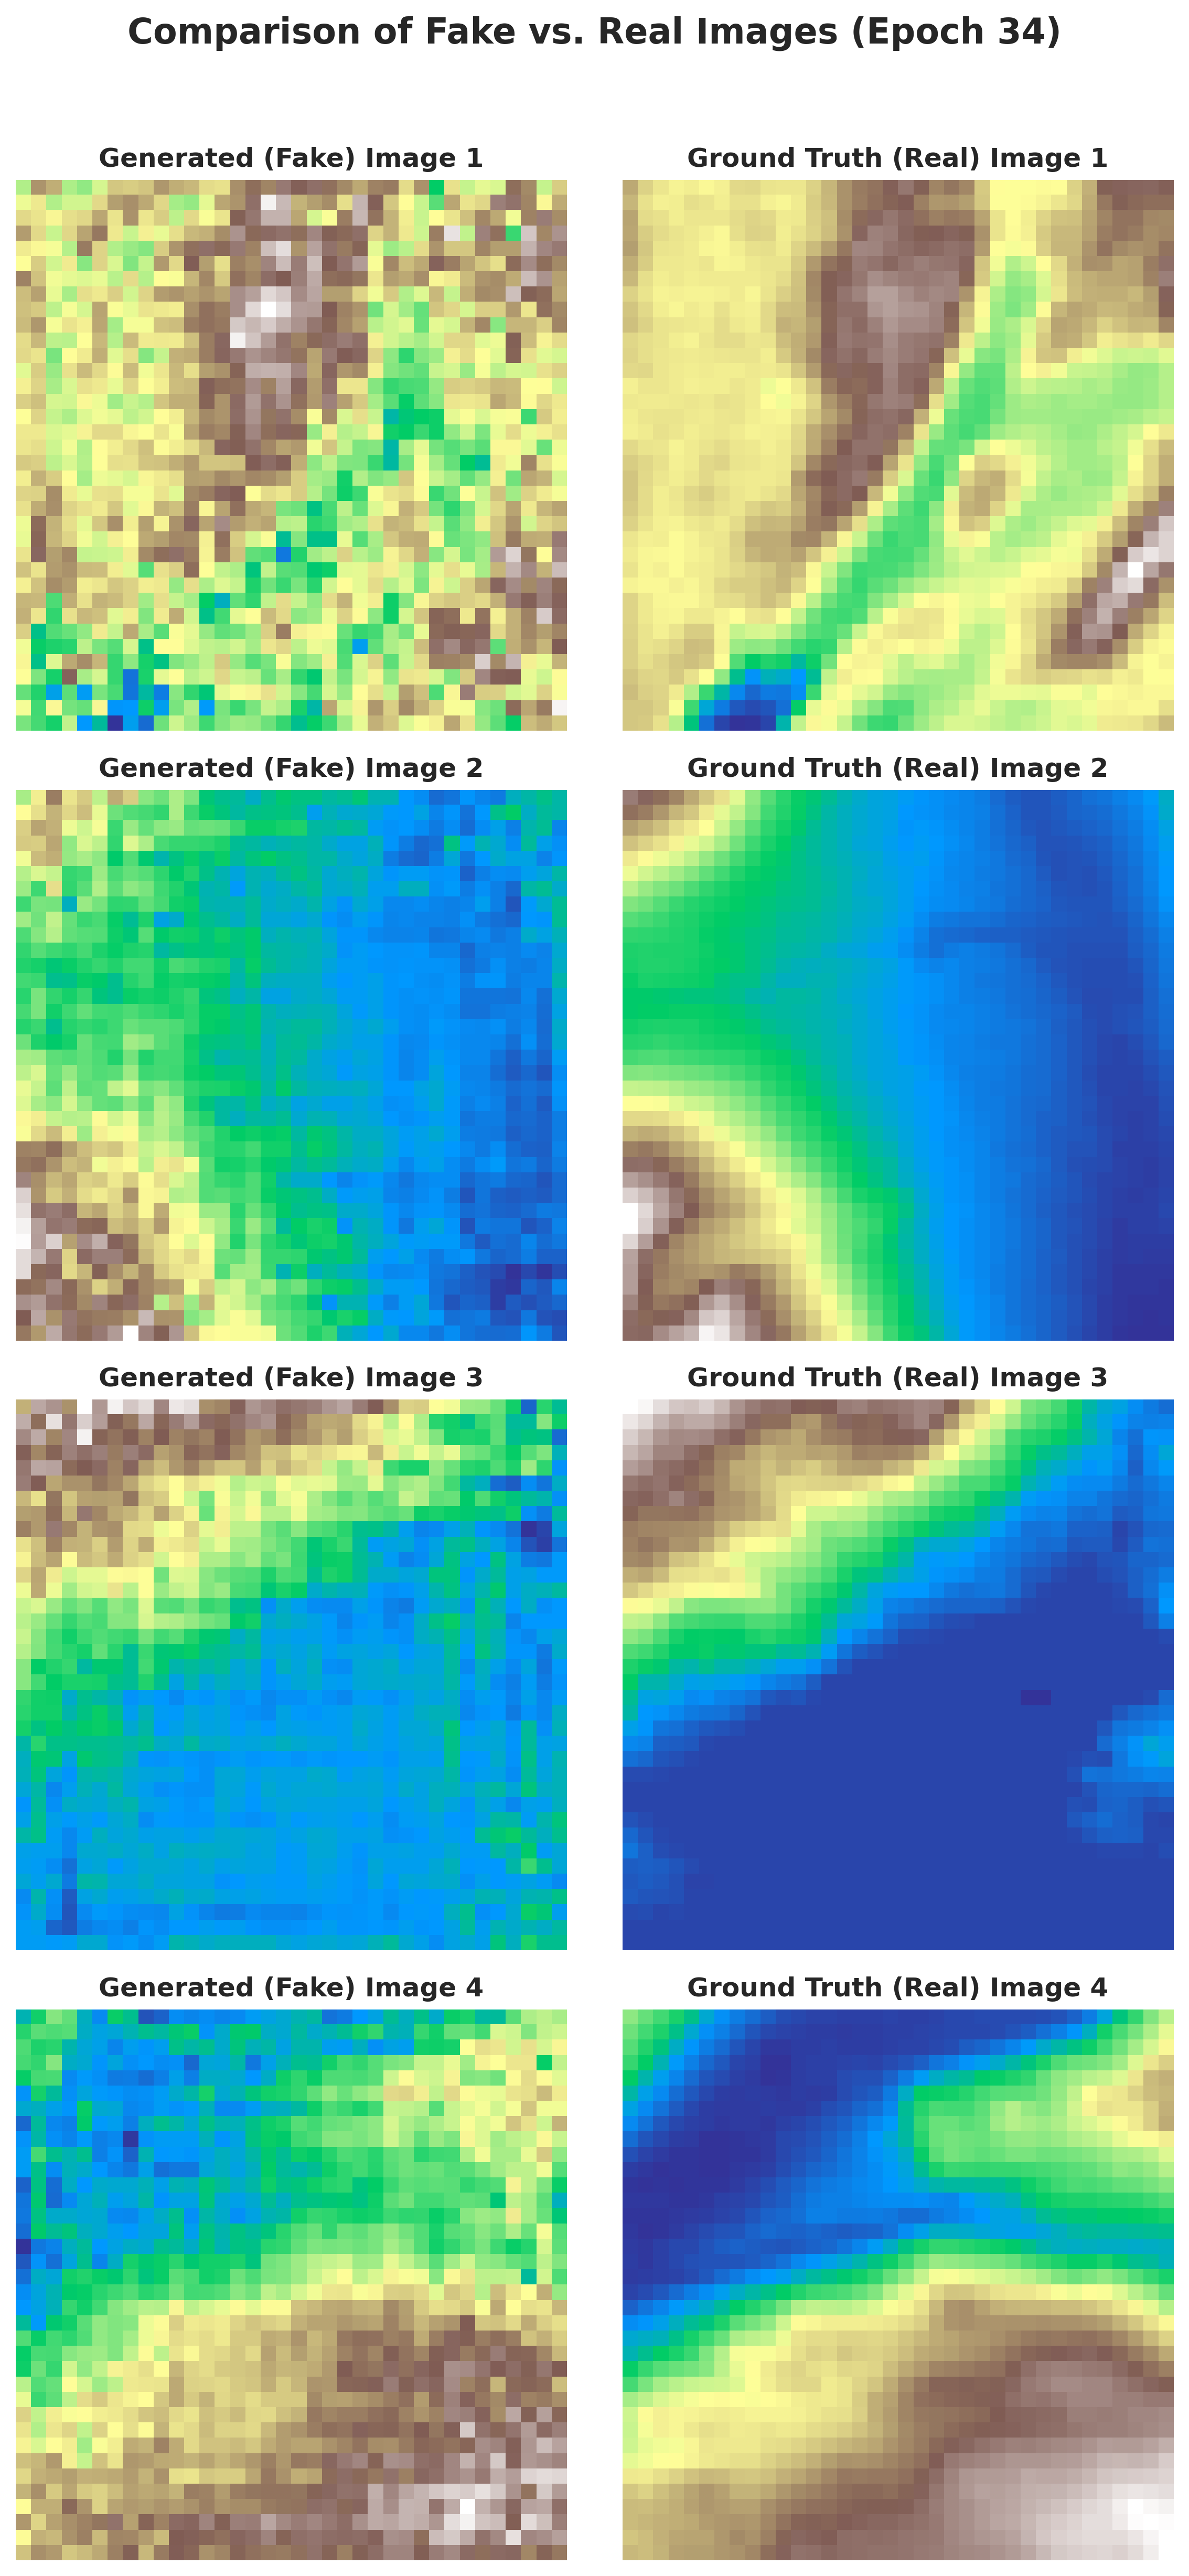 Comparison of Fake vs. Real Images (Epoch 34)
Generated (Fake) Image 1
Ground Truth (Real) Image 1
Generated (Fake) Image 2
Ground Truth (Real) Image 2
Generated (Fake) Image 3
Ground Truth (Real) Image 3
Generated (Fake) Image 4
Ground Truth (Real) Image 4